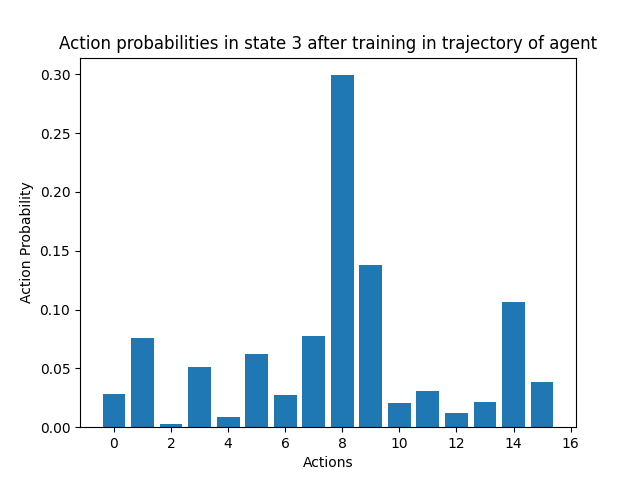 Action probabilities in state 3 after training in trajectory of agent
0.30
0.25
0.20
0.15
0.10
0.05
0.00
Action Probability
0 2 4 6 8 10 12 14 16
Actions